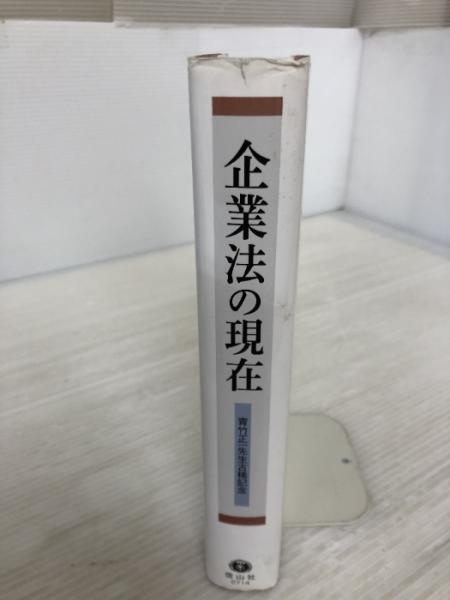 企業法の現在
青竹正一先生古稀記念
信山社
0714